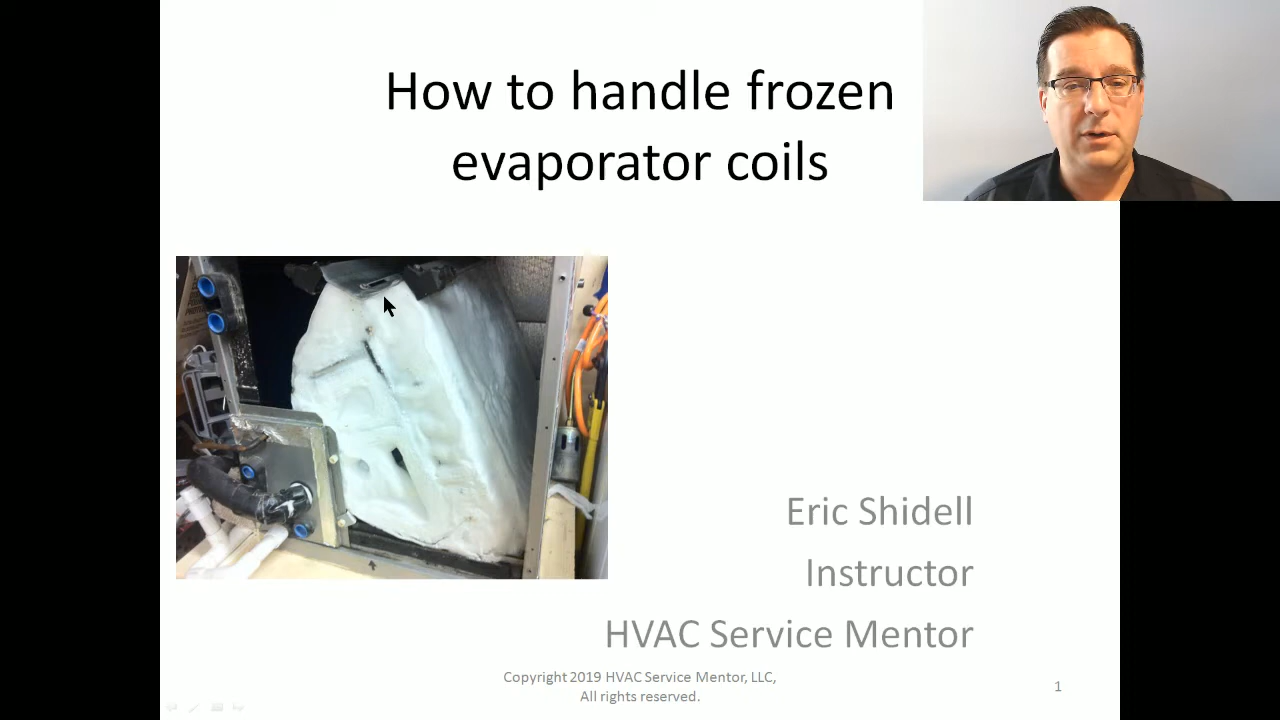 How to handle frozen
evaporator coils
Eric Shidell
Instructor
HVAC Service Mentor
Copyright 2019 HVAC Service Mentor, LLC,
All rights reserved.
1